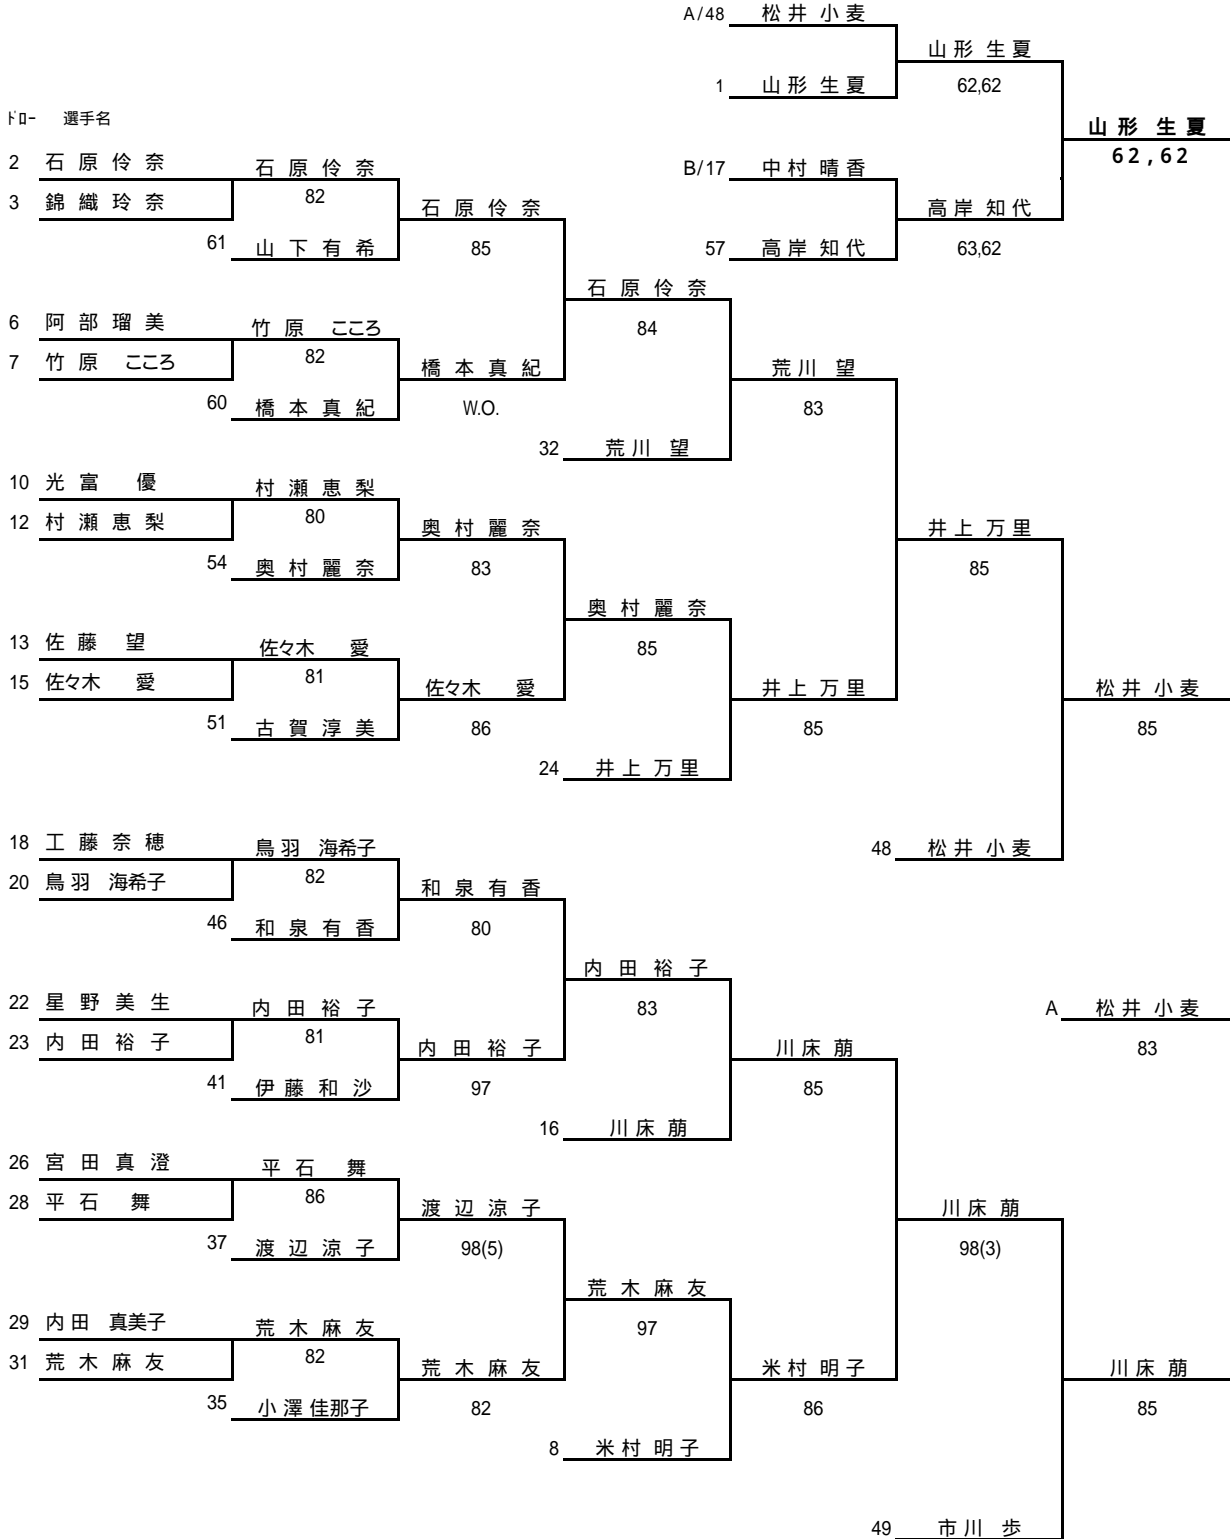 A/48 松井 小麦
山形 生夏
1 山形 生夏 62,62
ﾄﾞﾛｰ 選手名
山形 生夏
2 石原伶奈 石原伶奈 B/17 中村晴香 62,62
82
3 錦織玲奈 石原伶奈 高岸 知代
61 山下有希 85 57 高岸 知代 63,62
石原伶奈
6 阿部瑠美 竹原 こころ 84
82
7 竹原 こころ 橋本真紀 荒川 望
60 橋本真紀 W.O. 83
32 荒川 望
10 光富 優 村瀬恵梨
80
12 村瀬恵梨 奥村麗奈 井上 万里
54 奥村麗奈 83 85
奥村麗奈
13 佐藤 望 佐々木 愛 85
81
15 佐々木 愛 佐々木 愛 井上 万里 松井 小麦
51 古賀淳美 86 85 85
24 井上 万里
18 工藤奈穂 鳥羽 海希子 48 松井 小麦
82
20 鳥羽 海希子 和泉有香
46 和泉有香 80
内田裕子
22 星野美生 内田裕子 83 A 松井 小麦
81
23 内田裕子 内田裕子 川床 萠 83
41 伊藤和沙 97 85
16 川床 萠
26 宮田真澄 平石 舞
86
28 平石 舞 渡辺涼子 川床 萠
37 渡辺涼子 98(5) 98(3)
荒木麻友
29 内田 真美子 荒木麻友 97
82
31 荒木麻友 荒木麻友 米村 明子 川床 萠
35 小澤佳那子 82 86 85
8 米村 明子
49 市川 歩